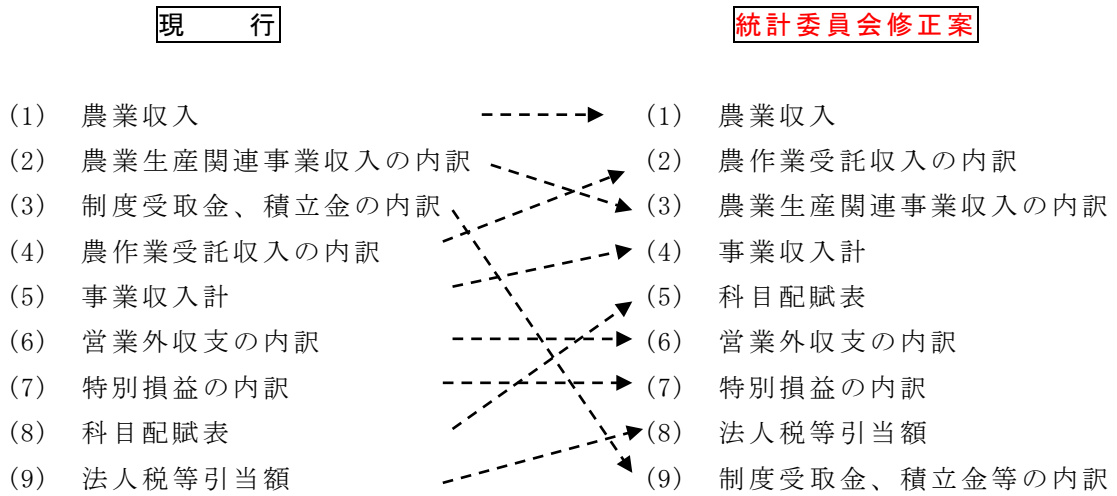 現 行
統計委員会修正案
(1) 農業収入
(2) 農業生産関連事業収入の内訳
(3) 制度受取金、積立金の内訳
(4) 農作業受託収入の内訳
(5) 事業収入計
(6) 営業外収支の内訳
(7) 特別損益の内訳
(8) 科目配賦表
(9) 法人税等引当額
(1) 農業収入
(2) 農作業受託収入の内訳
(3) 農業生産関連事業収入の内訳
(4) 事業収入計
(5) 科目配賦表
(6) 営業外収支の内訳
(7) 特別損益の内訳
(8) 法人税等引当額
(9) 制度受取金、積立金等の内訳